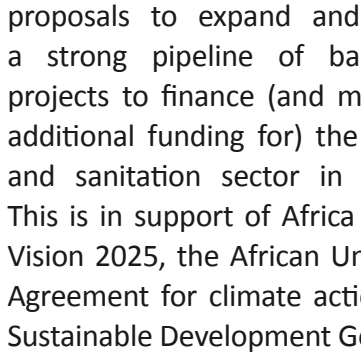 proposals to expand and
a strong pipeline of
projects to finance (and
additional funding for) the
and sanitation sector in
This is in support of Africa
Vision 2025, the African
Agreement for climate
Sustainable Development